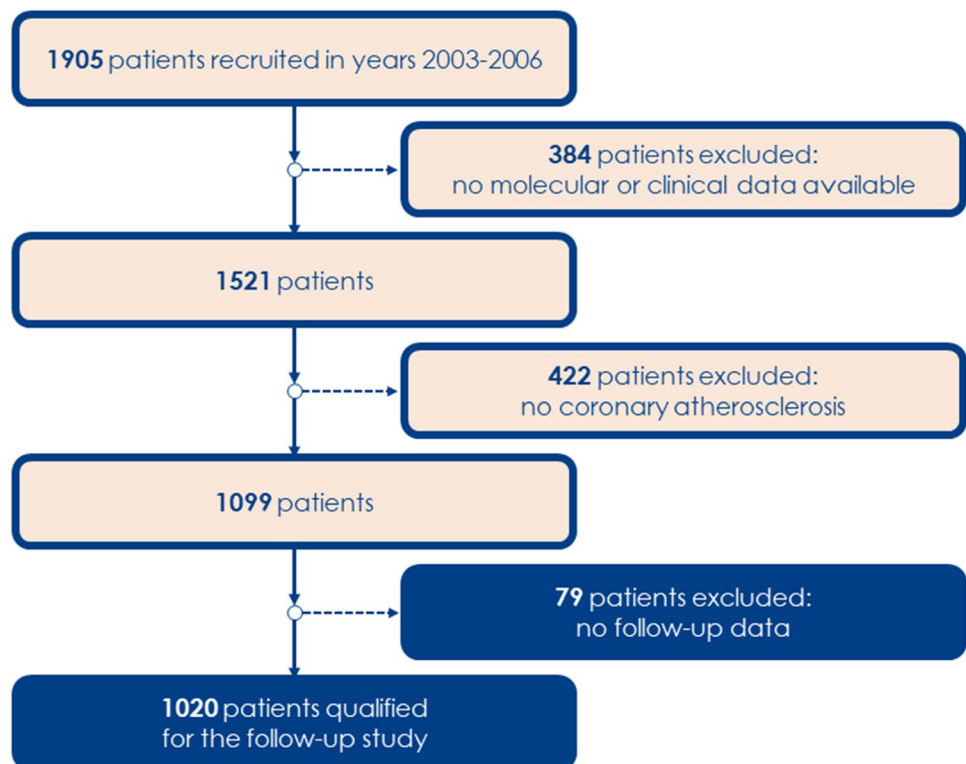 1905 patients recruited in years 2003-2006
384 patients excluded:
no molecular or clinical data available
1521 patients
422 patients excluded:
no coronary atherosclerosis
1099 patients
79 patients excluded:
no follow-up data
1020 patients qualified
for the follow-up study